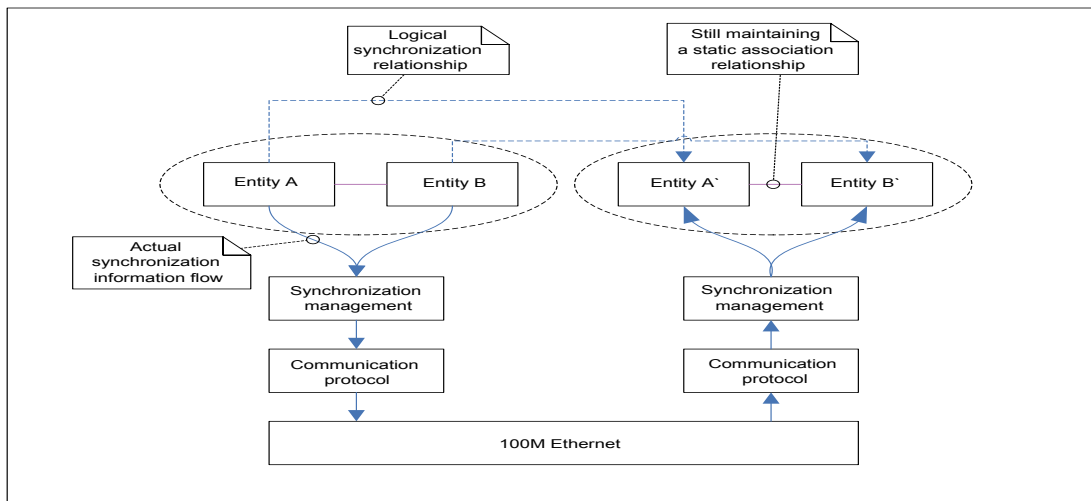 Logical
synchronization
relationship
Still maintaining
a static association
relationship
Entity A
Entity B
Entity A`
Entity B`
Actual
synchronization
information flow
Synchronization
management
Synchronization
management
Communication
protocol
Communication
protocol
100M Ethernet